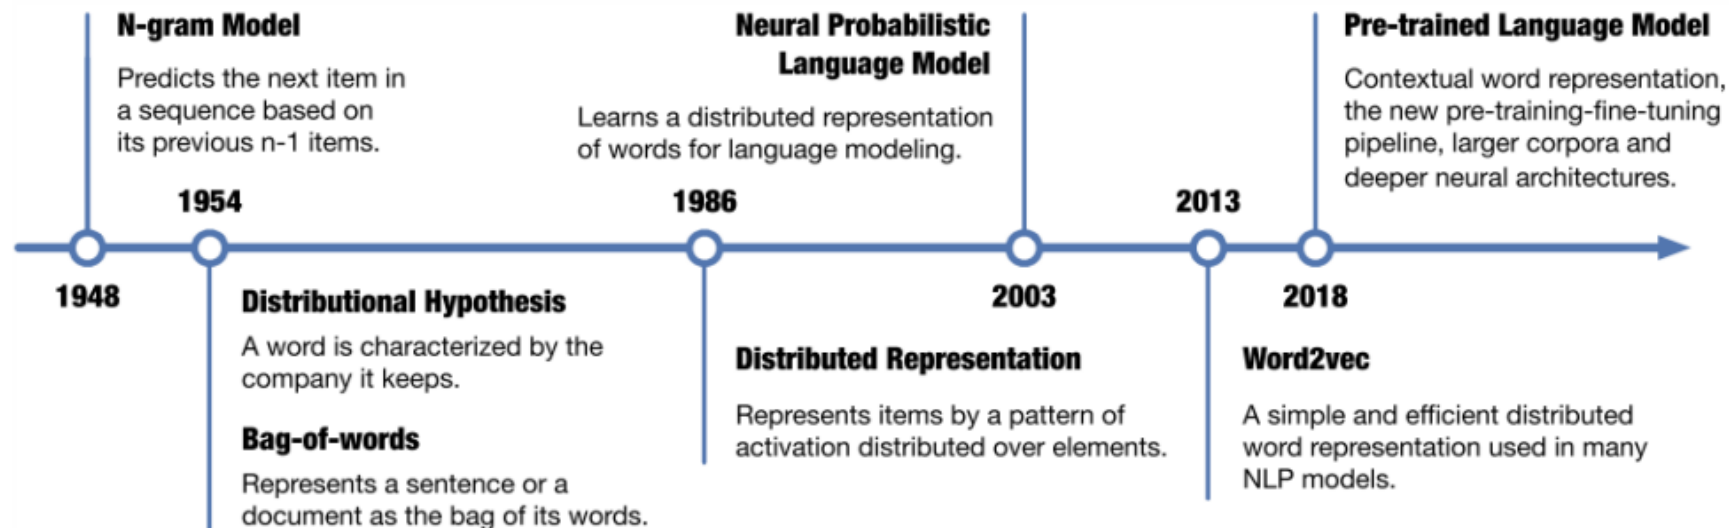 N-gram Model
Predicts the next item in
a sequence based on
its previous n-1 items.
1948
1954
Distributional Hypothesis
A word is characterized by the
company it keeps.
Bag-of-words
Represents a sentence or a
document as the bag of its words.
1986
Distributed Representation
Represents items by a pattern of
activation distributed over elements.
Neural Probabilistic
Language Model
Learns a distributed representation
of words for language modeling.
2003
2013
Word2vec
A simple and efficient distributed
word representation used in many
NLP models.
Pre-trained Language Model
Contextual word representation,
the new pre-training-fine-tuning
pipeline, larger corpora and
deeper neural architectures.
2018